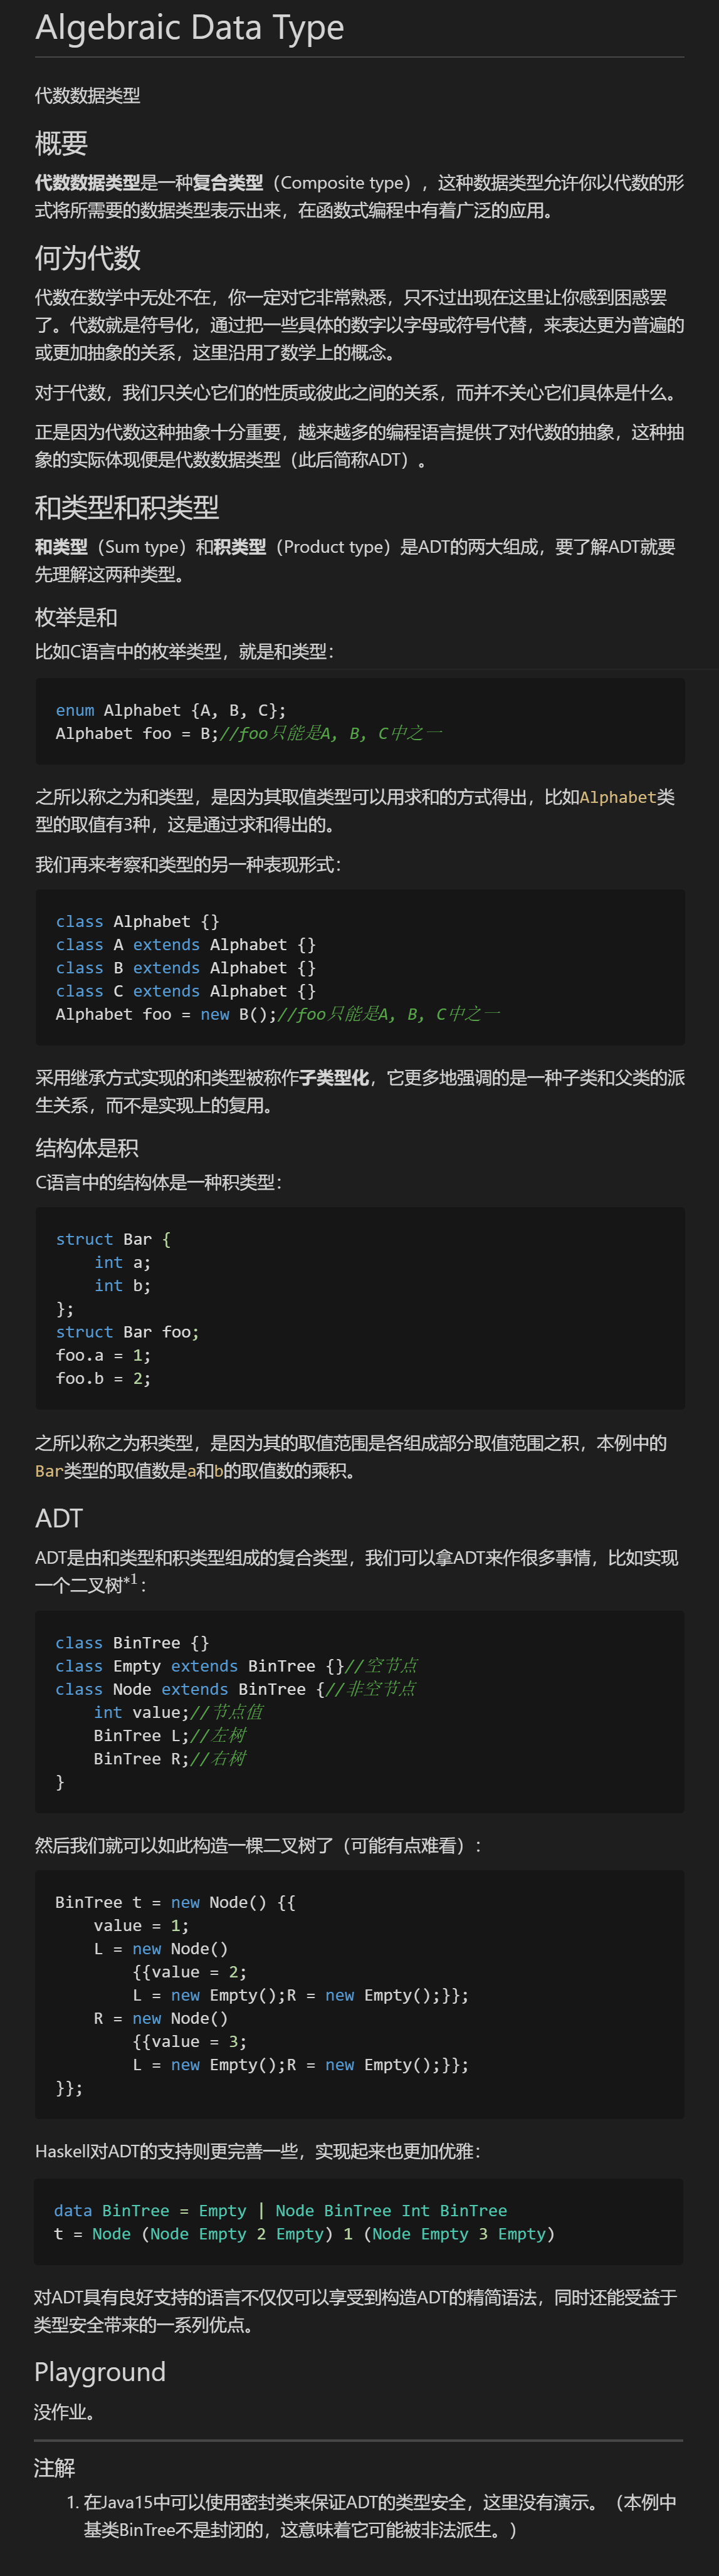 Algebraic Data Type
代数数据类型
概要
代数数据类型是一种复合类型（Composite type），这种数据类型允许你以代数的形
式将所需要的数据类型表示出来，在函数式编程中有着广泛的应用。
何为代数
代数在数学中无处不在，你一定对它非常熟悉，只不过出现在这里让你感到困惑罢
了。代数就是符号化，通过把一些具体的数字以字母或符号代替，来表达更为普遍的
或更加抽象的关系，这里沿用了数学上的概念。
对于代数，我们只关心它们的性质或彼此之间的关系，而并不关心它们具体是什么。
正是因为代数这种抽象十分重要，越来越多的编程语言提供了对代数的抽象，这种抽
象的实际体现便是代数数据类型（此后简称ADT）。
和类型和积类型
和类型（Sum type）和积类型（Product type）是ADT的两大组成，要了解ADT就要
先理解这两种类型。
枚举是和
比如C语言中的枚举类型，就是和类型：
enum Alphabet {A, B, C};
Alphabet foo = B;//foo只能是A, B, C中之一
之所以称之为和类型，是因为其取值类型可以用求和的方式得出，比如Alphabet类
型的取值有3种，这是通过求和得出的。
我们再来考察和类型的另一种表现形式：
class Alphabet {}
class A extends Alphabet {}
class B extends Alphabet {}
class C extends Alphabet {}
Alphabet foo = new B();//foo只能是A, B, C中之一
采用继承方式实现的和类型被称作子类型化，它更多地强调的是一种子类和父类的派
生关系，而不是实现上的复用。
结构体是积
C语言中的结构体是一种积类型：
struct Bar {
    int a;
    int b;
};
struct Bar foo;
foo.a = 1;
foo.b = 2;
之所以称之为积类型，是因为其的取值范围是各组成部分取值范围之积，本例中的
Bar类型的取值数是a和b的取值数的乘积。
ADT
ADT是由和类型和积类型组成的复合类型，我们可以拿ADT来作很多事情，比如实现
一个二叉树*1：
class BinTree {}
class Empty extends BinTree {}//空节点
class Node extends BinTree {//非空节点
    int value;//节点值
    BinTree L;//左树
    BinTree R;//右树
}
然后我们就可以如此构造一棵二叉树了（可能有点难看）：
BinTree t = new Node() {{
    value = 1;
    L = new Node()
        {{value = 2;
        L = new Empty();R = new Empty();}};
    R = new Node()
        {{value = 3;
        L = new Empty();R = new Empty();}};
}};
Haskell对ADT的支持则更完善一些，实现起来也更加优雅：
data BinTree = Empty | Node BinTree Int BinTree
t = Node (Node Empty 2 Empty) 1 (Node Empty 3 Empty)
对ADT具有良好支持的语言不仅仅可以享受到构造ADT的精简语法，同时还能受益于
类型安全带来的一系列优点。
Playground
没作业。
注解
1. 在Java15中可以使用密封类来保证ADT的类型安全，这里没有演示。（本例中
基类BinTree不是封闭的，这意味着它可能被非法派生。）